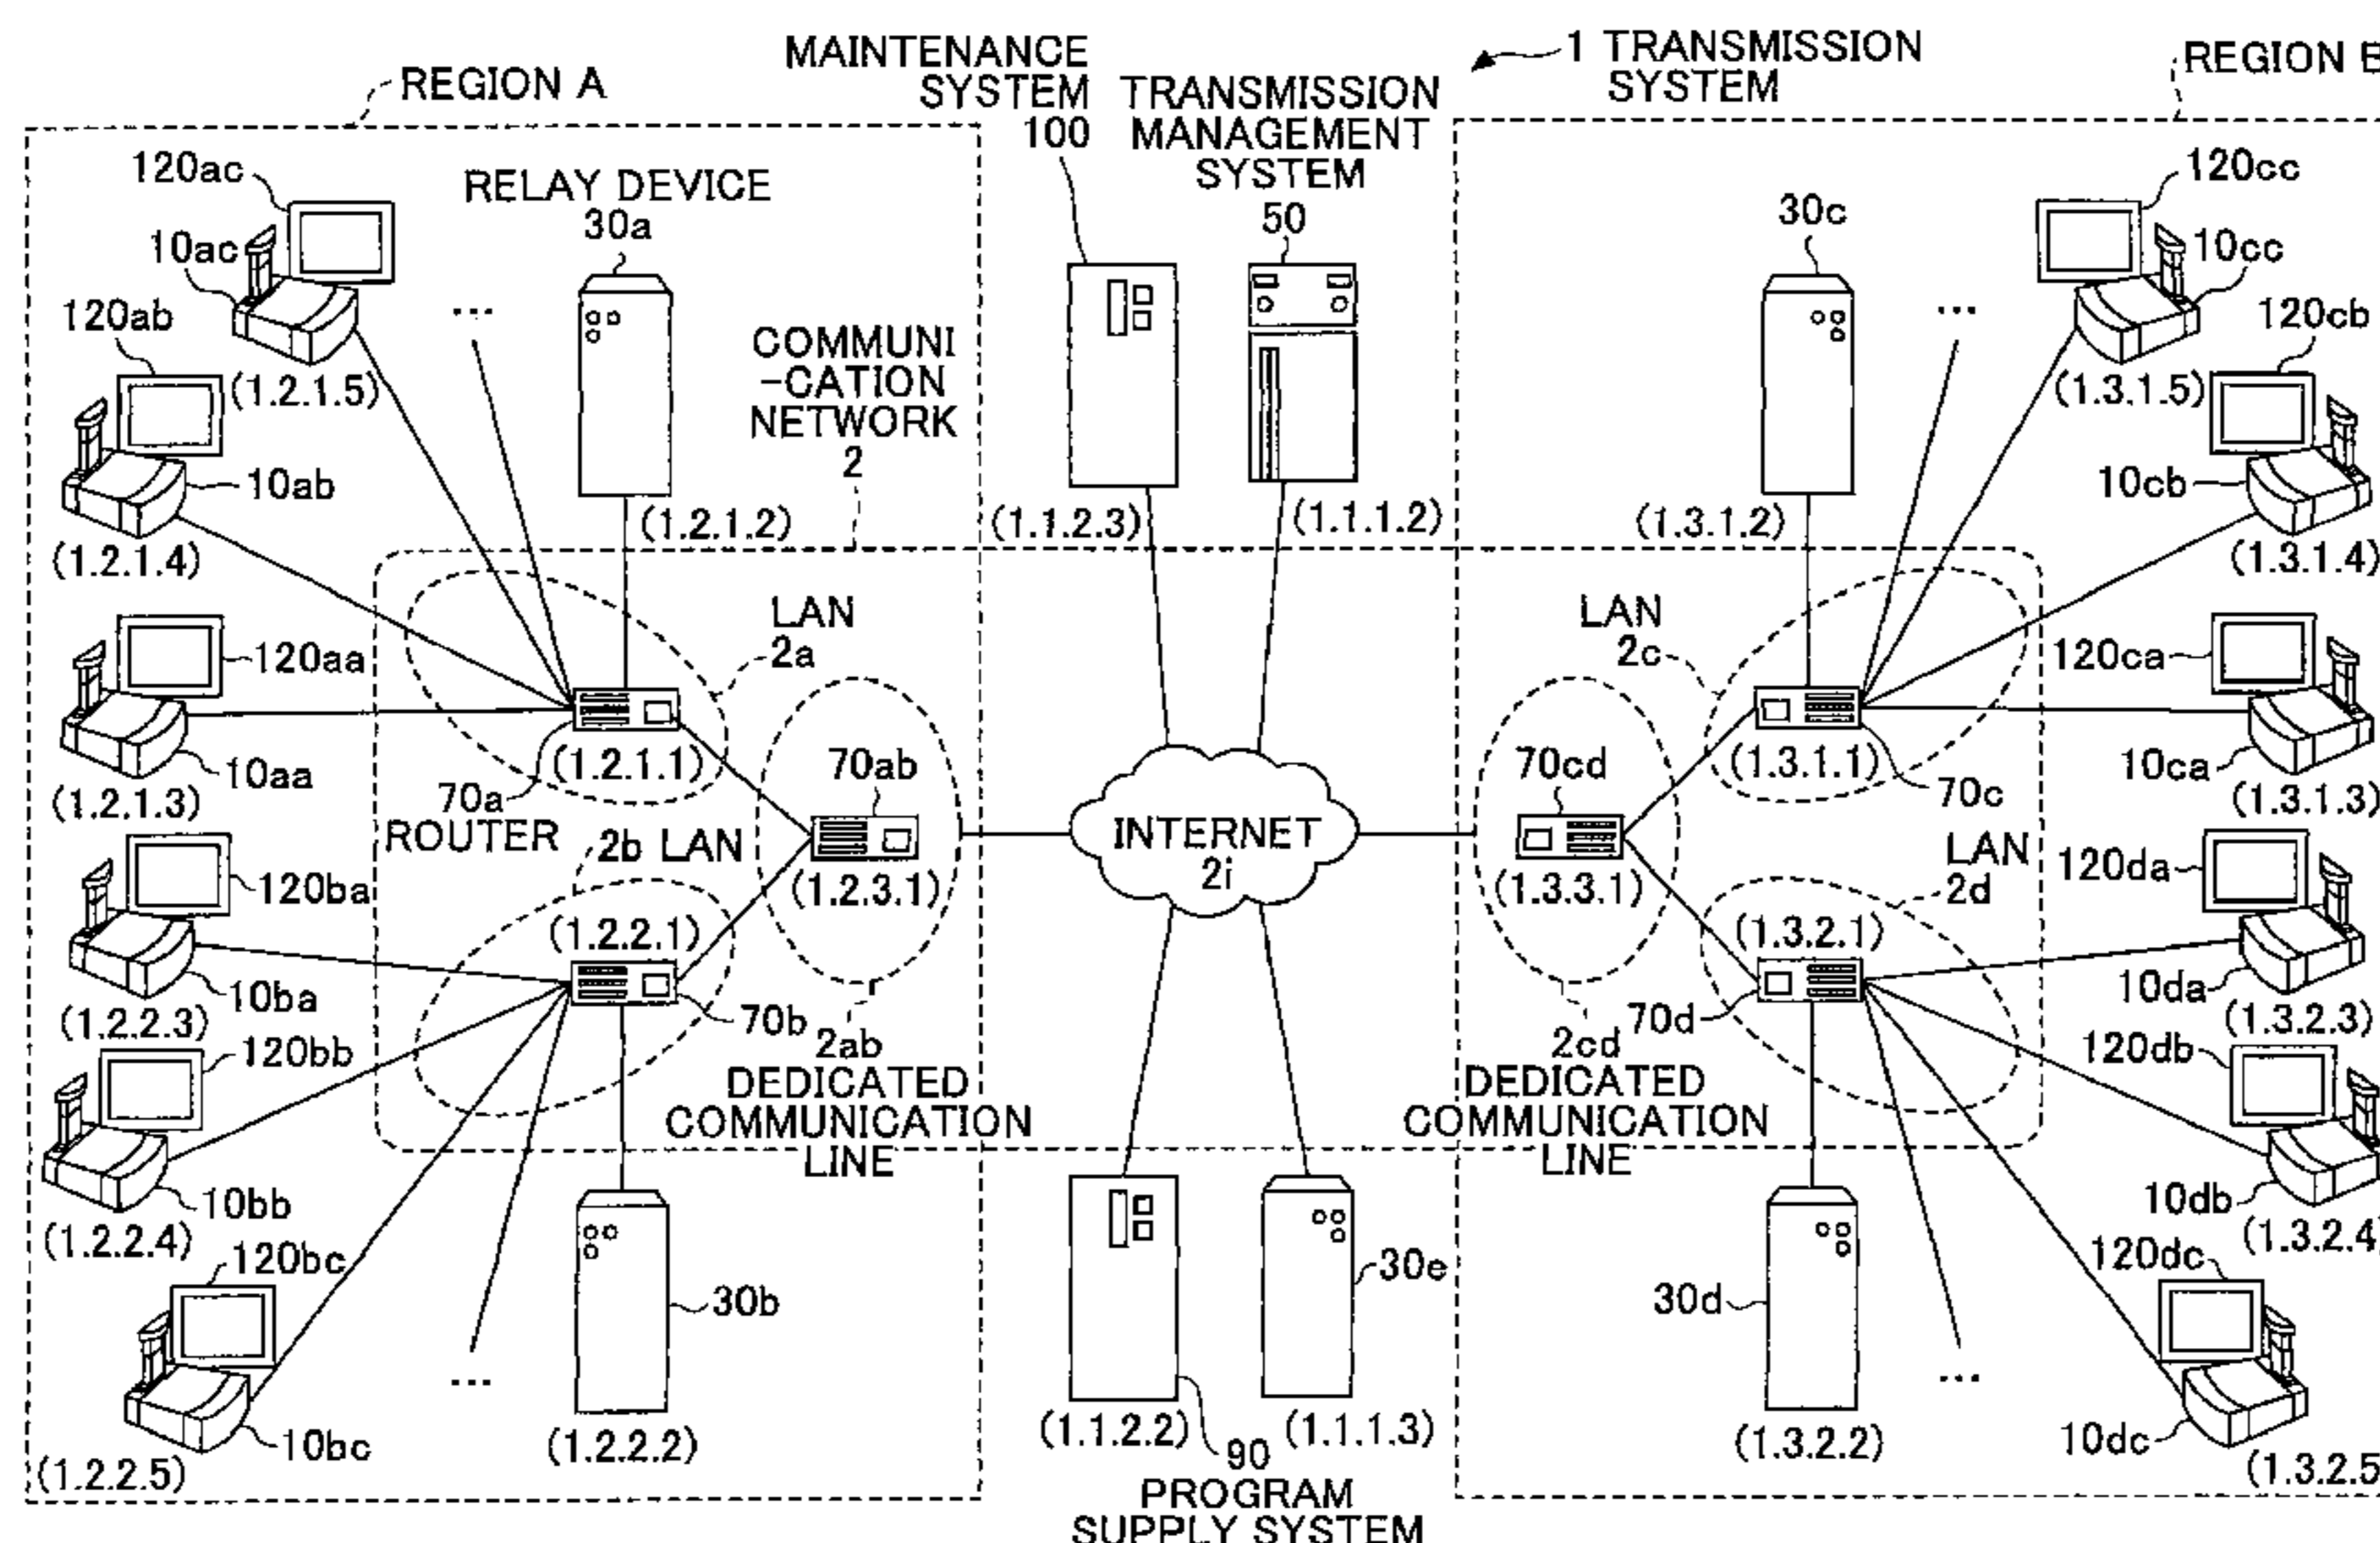 REGION A
MAINTENANCE
SYSTEM
100
TRANSMISSION
MANAGEMENT
SYSTEM
50
1 TRANSMISSION
SYSTEM
REGION B
120ac
10ac
(1.2.1.5)
RELAY DEVICE
30a
(1.2.1.2)
120ab
10ab
(1.2.1.4)
...
COMMUNI
-CATION
NETWORK
2
(1.1.2.3)
(1.1.1.2)
30c
(1.3.1.2)
...
120cc
10cc
(1.3.1.5)
120cb
10cb
(1.3.1.4)
120aa
10aa
(1.2.1.3)
LAN
2a
(1.2.1.1)
70a
ROUTER
70ab
(1.2.3.1)
INTERNET
2i
LAN
2c
70cd
(1.3.3.1)
(1.3.1.1)
70c
120ca
10ca
(1.3.1.3)
2b LAN
(1.2.2.1)
70b
120ba
10ba
(1.2.2.3)
120bb
10bb
(1.2.2.4)
120bc
10bc
(1.2.2.5)
...
30b
(1.2.2.2)
2ab
DEDICATED
COMMUNICATION
LINE
2cd
DEDICATED
COMMUNICATION
LINE
LAN
2d
(1.3.2.1)
70d
120da
10da
(1.3.2.3)
120db
10db
(1.3.2.4)
120dc
10dc
(1.3.2.5
30d
(1.3.2.2)
...
(1.1.2.2)
90
PROGRAM
SUPPLY SYSTEM
30e
(1.1.1.3)